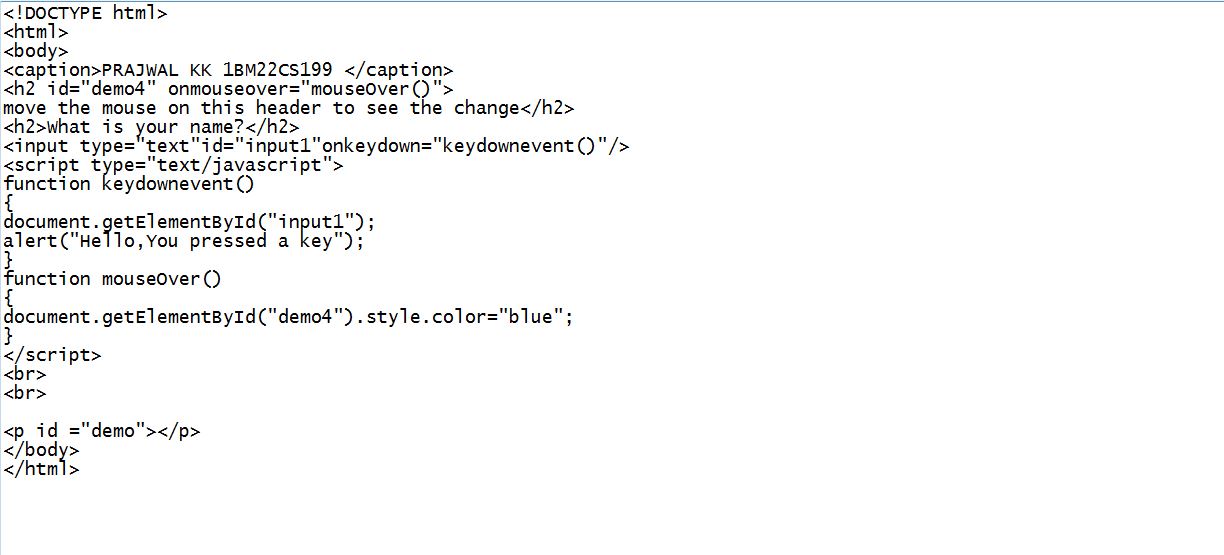 <!DOCTYPE html>
<html>
<body>
<caption>PRAJWAL KK 1BM22CS199 </caption>
<h2 id="demo4" onmouseover="mouseOver()">
move the mouse on this header to see the change</h2>
<h2>What is your name?</h2>
<input type="text"id="input1"onkeydown="keydownevent()"/>
<script type="text/javascript">
function keydownevent()
{
document.getElementById("input1");
alert("Hello,You pressed a key");
}
function mouseOver()
{
document.getElementById("demo4").style.color="blue";
}
</script>
<br>
<br>

<p id ="demo"></p>
</body>
</html>